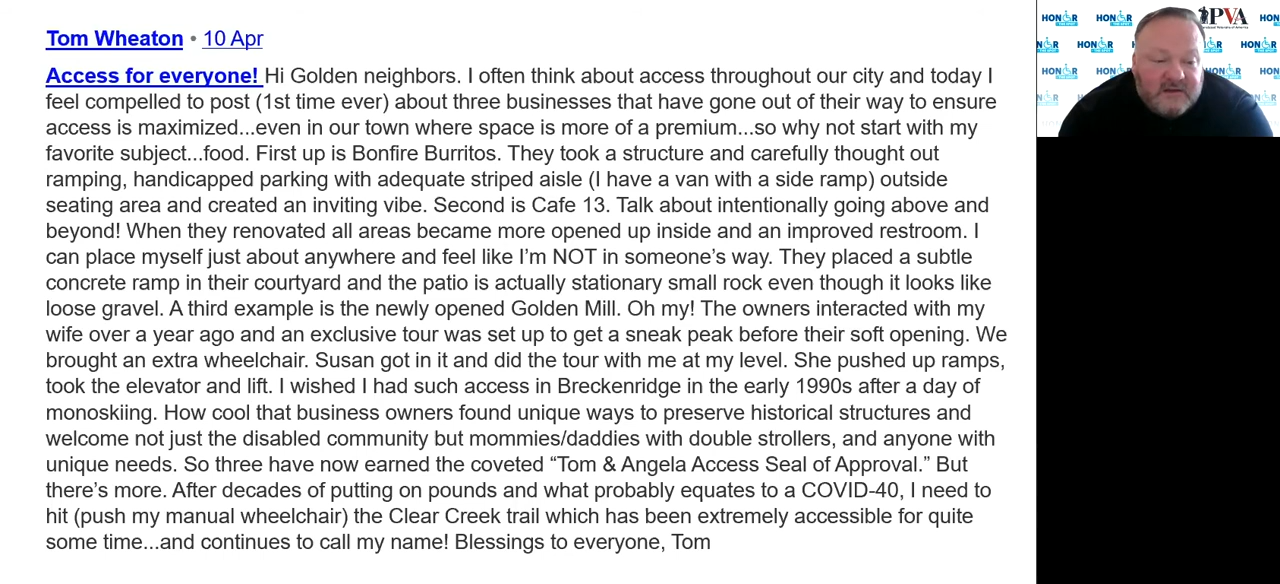 Tom Wheaton • 10 Apr
Access for everyone! Hi Golden neighbors. I often think about access throughout our city and today I
feel compelled to post (1st time ever) about three businesses that have gone out of their way to ensure
access is maximized...even in our town where space is more of a premium...so why not start with my
favorite subject...food. First up is Bonfire Burritos. They took a structure and carefully thought out
ramping, handicapped parking with adequate striped aisle (I have a van with a side ramp) outside
seating area and created an inviting vibe. Second is Cafe 13. Talk about intentionally going above and
beyond! When they renovated all areas became more opened up inside and an improved restroom. I
can place myself just about anywhere and feel like I’m NOT in someone’s way. They placed a subtle
concrete ramp in their courtyard and the patio is actually stationary small rock even though it looks like
loose gravel. A third example is the newly opened Golden Mill. Oh my! The owners interacted with my
wife over a year ago and an exclusive tour was set up to get a sneak peak before their soft opening. We
brought an extra wheelchair. Susan got in it and did the tour with me at my level. She pushed up ramps,
took the elevator and lift. I wished I had such access in Breckenridge in the early 1990s after a day of
monoskiing. How cool that business owners found unique ways to preserve historical structures and
welcome not just the disabled community but mommies/daddies with double strollers, and anyone with
unique needs. So three have now earned the coveted “Tom & Angela Access Seal of Approval.” But
there’s more. After decades of putting on pounds and what probably equates to a COVID-40, I need to
hit (push my manual wheelchair) the Clear Creek trail which has been extremely accessible for quite
some time...and continues to call my name! Blessings to everyone, Tom
HONOR HONOR PVA HON
HONOR
HON